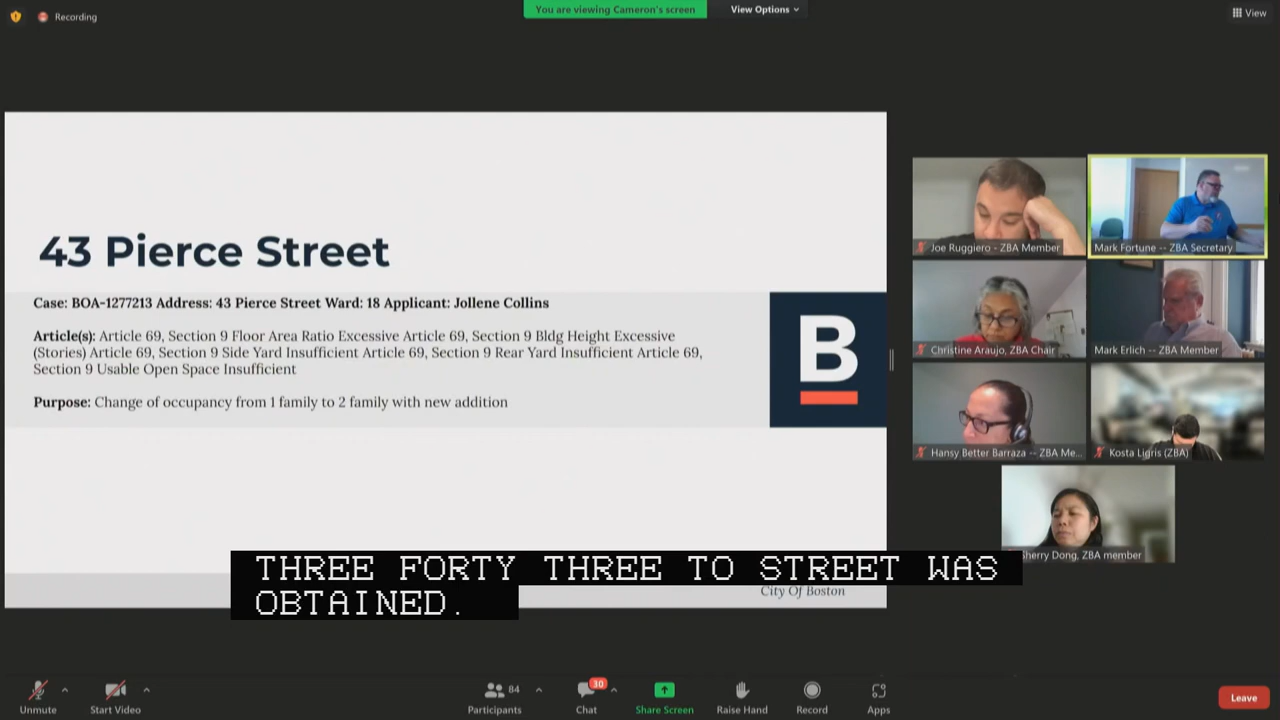 Recording
You are viewing Cameron's screen
View Options
View
43 Pierce Street
Case: BOA-1277213 Address: 43 Pierce Street Ward: 18 Applicant: Jollene Collins
Article(s): Article 69, Section 9 Floor Area Ratio Excessive Article 69, Section 9 Bldg Height Excessive
(Stories) Article 69, Section 9 Side Yard Insufficient Article 69, Section 9 Rear Yard Insufficient Article 69,
Section 9 Usable Open Space Insufficient
Purpose: Change of occupancy from 1 family to 2 family with new addition
B
City Of Boston
Joe Ruggiero - ZBA Member
Mark Fortune -- ZBA Secretary
Christine Araujo, ZBA Chair
Mark Erlich -- ZBA Member
Hansy Better Barraza -- ZBA Me...
Kosta Ligris (ZBA)
Sherry Dong, ZBA member
THREE FORTY THREE TO STREET WAS
OBTAINED.
Unmute
Start Video
84
Participants
30
Chat
Share Screen
Raise Hand
Record
Apps
Leave